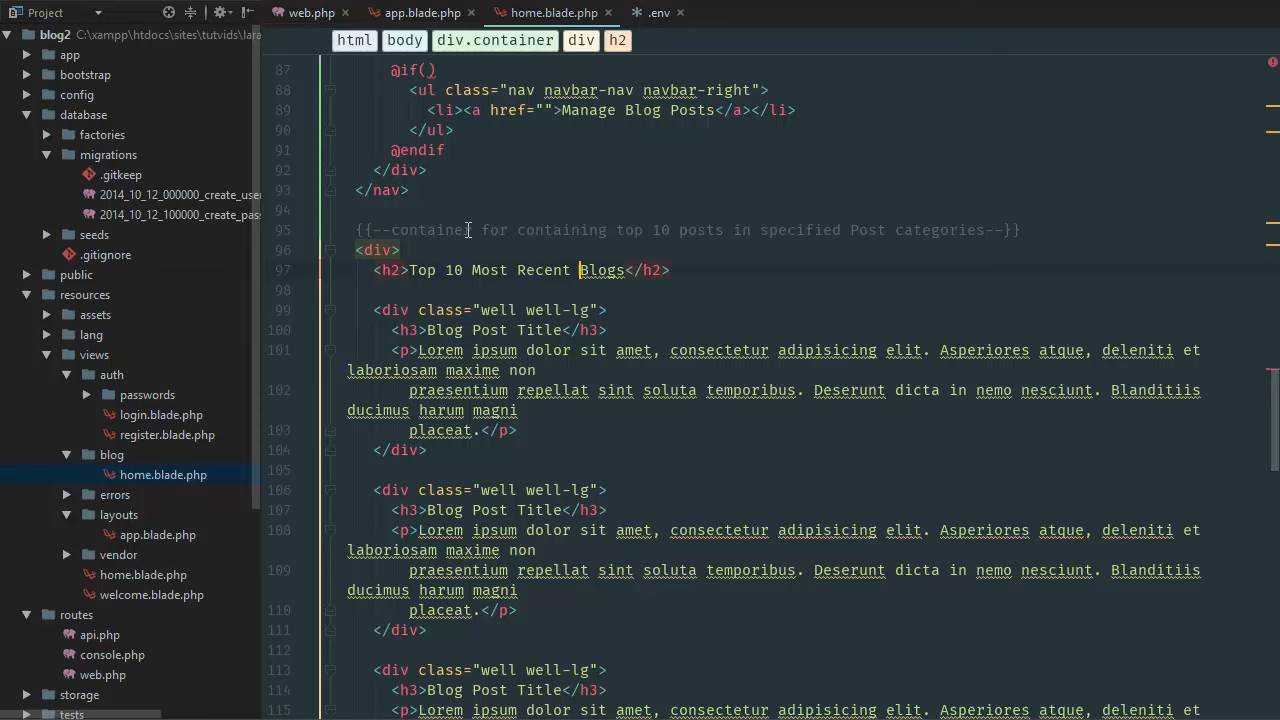 Project
web.php
app.blade.php
home.blade.php
.env
blog2 C:\xampp\htdocs\sites\tutvids\lara
app
bootstrap
config
database
factories
migrations
.gitkeep
2014_10_12_000000_create_use
2014_10_12_100000_create_pas
seeds
.gitignore
public
resources
assets
lang
views
auth
passwords
login.blade.php
register.blade.php
blog
home.blade.php
errors
layouts
app.blade.php
vendor
home.blade.php
welcome.blade.php
routes
api.php
console.php
web.php
storage
tests
html body div.container div h2
87 @if()
88 <ul class="nav navbar-nav navbar-right">
89 <li><a href="">Manage Blog Posts</a></li>
90 </ul>
91 @endif
92 </div>
93 </nav>
94
95 {{--container for containing top 10 posts in specified Post categories--}}
96 <div>
97 <h2>Top 10 Most Recent Blogs</h2>
98
99 <div class="well well-lg">
100 <h3>Blog Post Title</h3>
101 <p>Lorem ipsum dolor sit amet, consectetur adipisicing elit. Asperiores atque, deleniti et
laboriosam maxime non
102 praesentium repellat sint soluta temporibus. Deserunt dicta in nemo nesciunt. Blanditiis
ducimus harum magni
103 placeat.</p>
104 </div>
105
106 <div class="well well-lg">
107 <h3>Blog Post Title</h3>
108 <p>Lorem ipsum dolor sit amet, consectetur adipisicing elit. Asperiores atque, deleniti et
laboriosam maxime non
109 praesentium repellat sint soluta temporibus. Deserunt dicta in nemo nesciunt. Blanditiis
ducimus harum magni
110 placeat.</p>
111 </div>
112
113 <div class="well well-lg">
114 <h3>Blog Post Title</h3>
115 <p>Lorem ipsum dolor sit amet, consectetur adipisicing elit. Asperiores atque, deleniti et